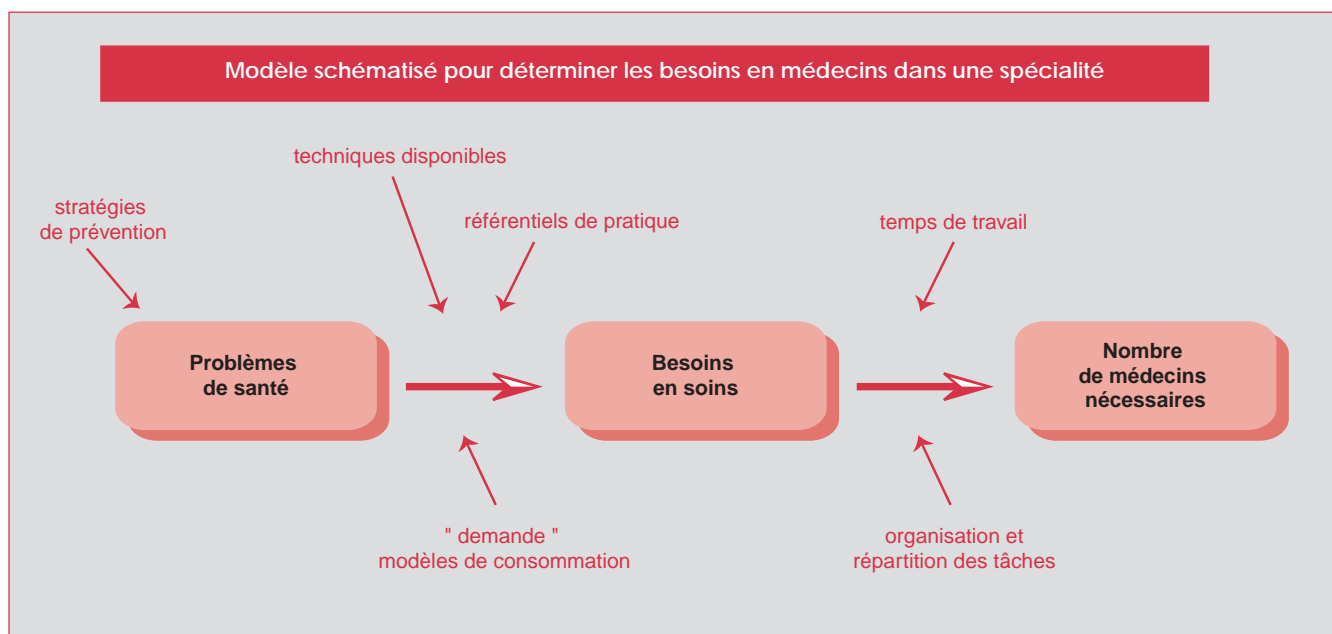 Modèle schématisé pour déterminer les besoins en médecins dans une spécialité
techniques disponibles
stratégies
de prévention
référentiels de pratique
temps de travail
Problèmes
de santé
Besoins
en soins
Nombre
de médecins
nécessaires
" demande "
modèles de consommation
organisation et
répartition des tâches